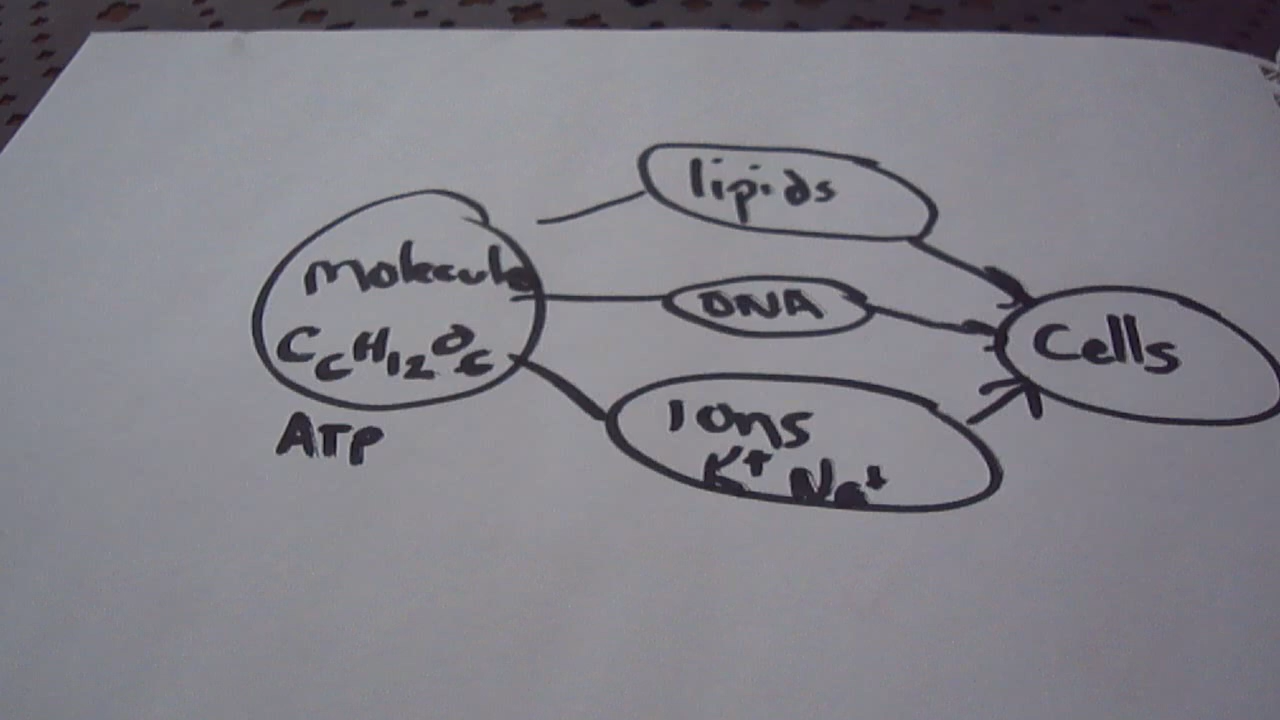 lipids
molecule
C₆H₁₂O₆
ATP
DNA
Ions
K⁺ Na⁺
Cells